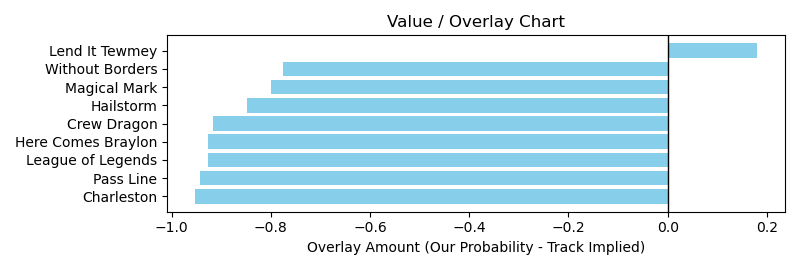 Value / Overlay Chart
Lend It Tewmey
Without Borders
Magical Mark
Hailstorm
Crew Dragon
Here Comes Braylon
League of Legends
Pass Line
Charleston
−1.0 −0.8 −0.6 −0.4 −0.2 0.0 0.2
Overlay Amount (Our Probability - Track Implied)